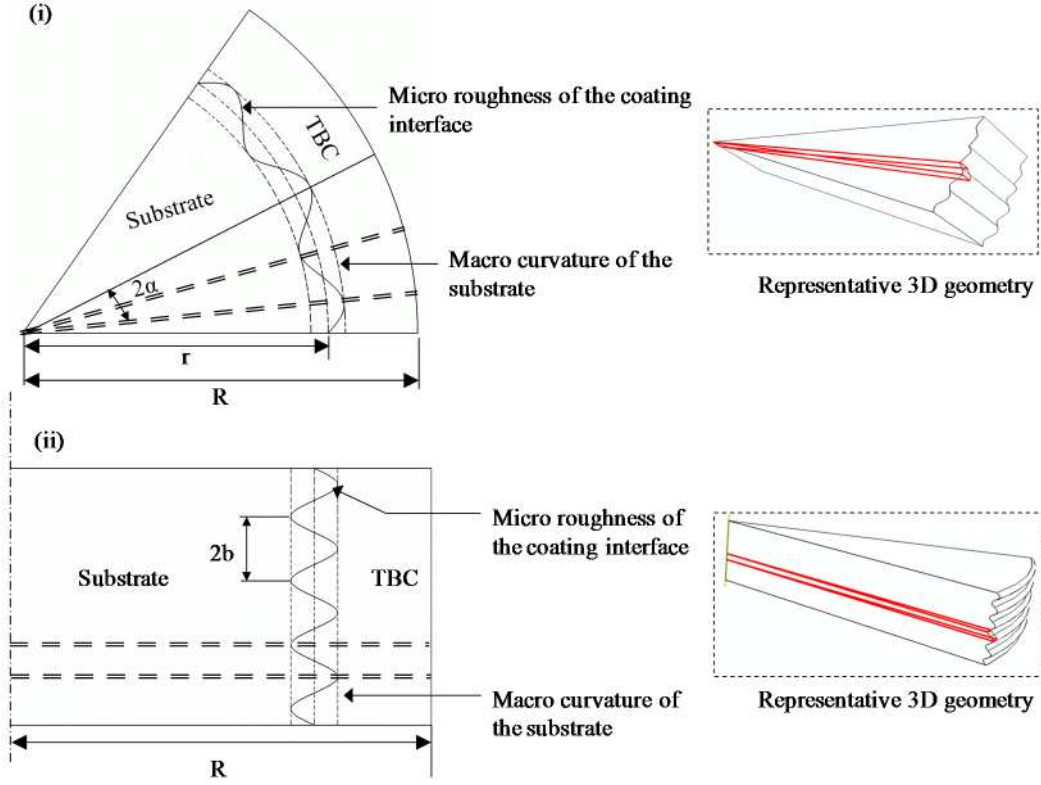 (i)
Micro roughness of the coating
interface
TBC
Substrate
Macro curvature of the
substrate
2α
r
R
Representative 3D geometry
(ii)
Micro roughness of
the coating interface
2b
Substrate
TBC
Macro curvature of
the substrate
R
Representative 3D geometry